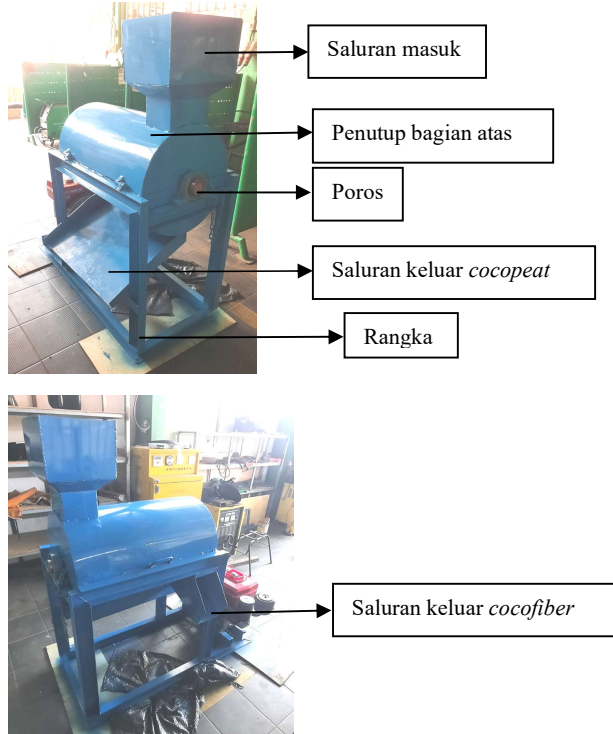 Saluran masuk
Penutup bagian atas
Poros
Saluran keluar cocopeat
Rangka
Saluran keluar cocofiber